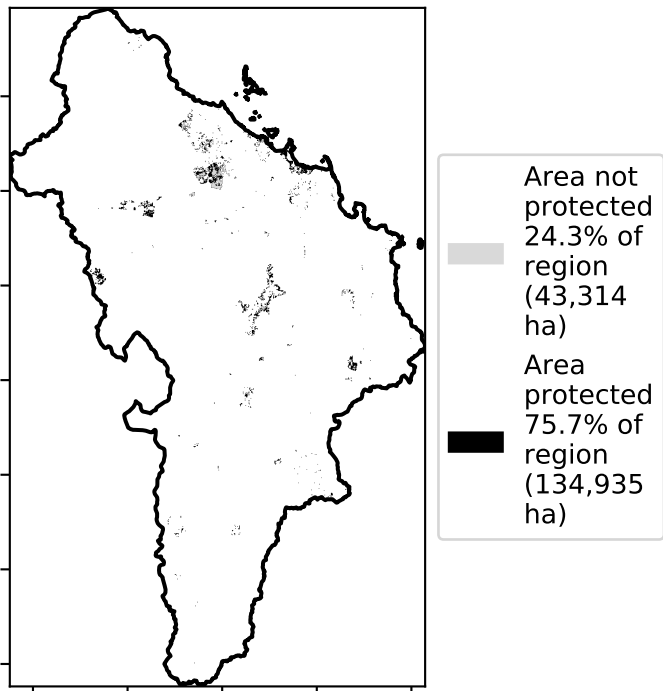 Area not
protected
24.3% of
region
(43,314
ha)
Area
protected
75.7% of
region
(134,935
ha)